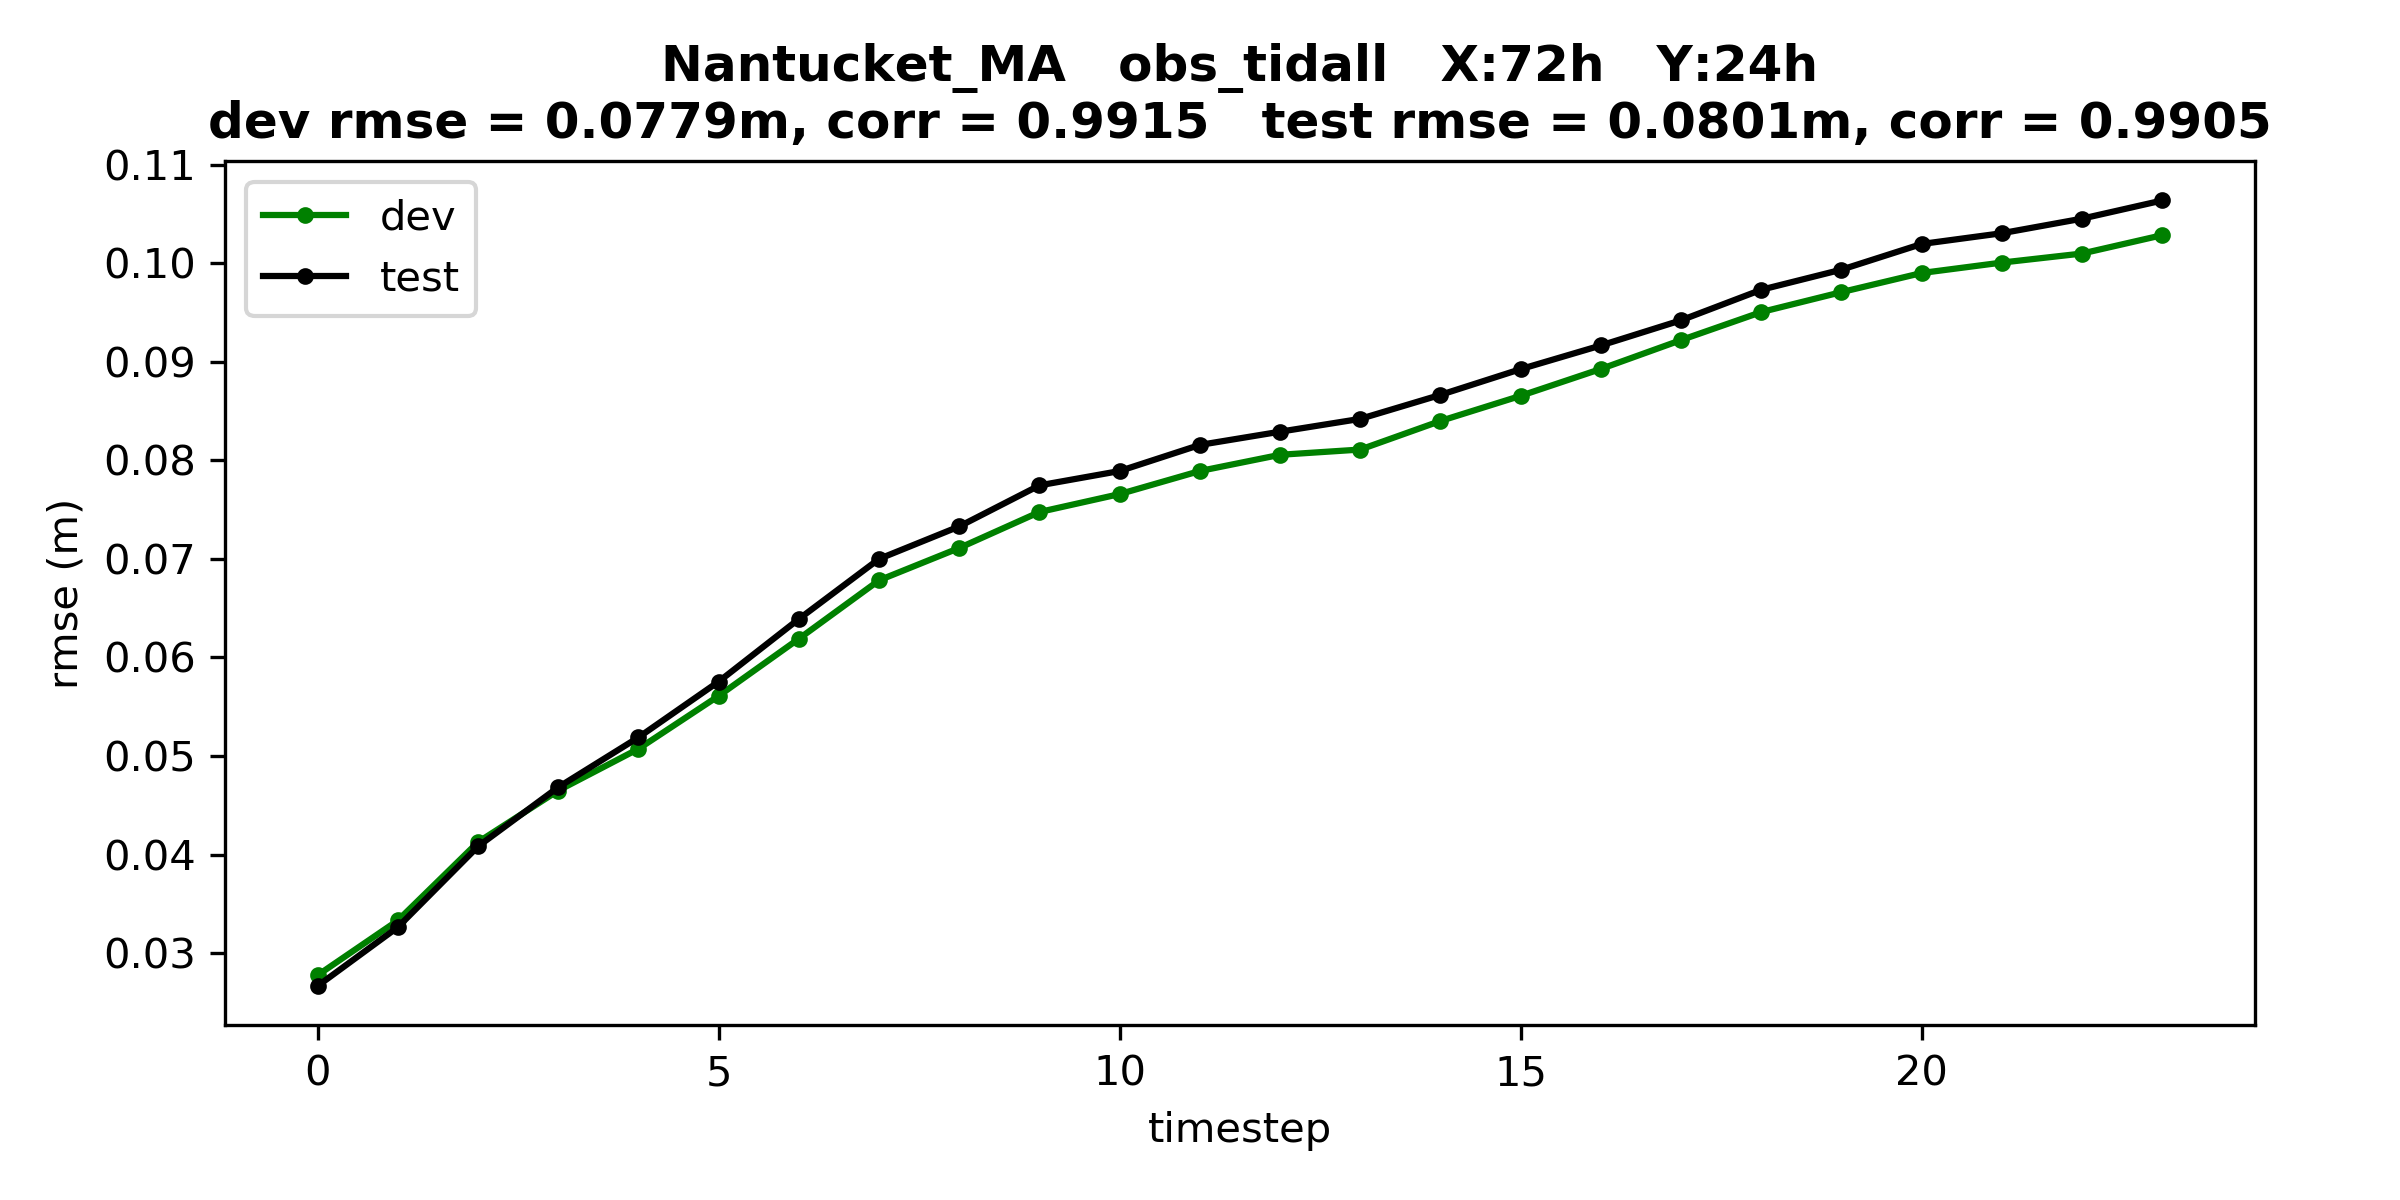 Nantucket_MA   obs_tidall   X:72h   Y:24h
dev rmse = 0.0779m, corr = 0.9915   test rmse = 0.0801m, corr = 0.9905
dev
test
rmse (m)
0.11
0.10
0.09
0.08
0.07
0.06
0.05
0.04
0.03
0 5 10 15 20
timestep